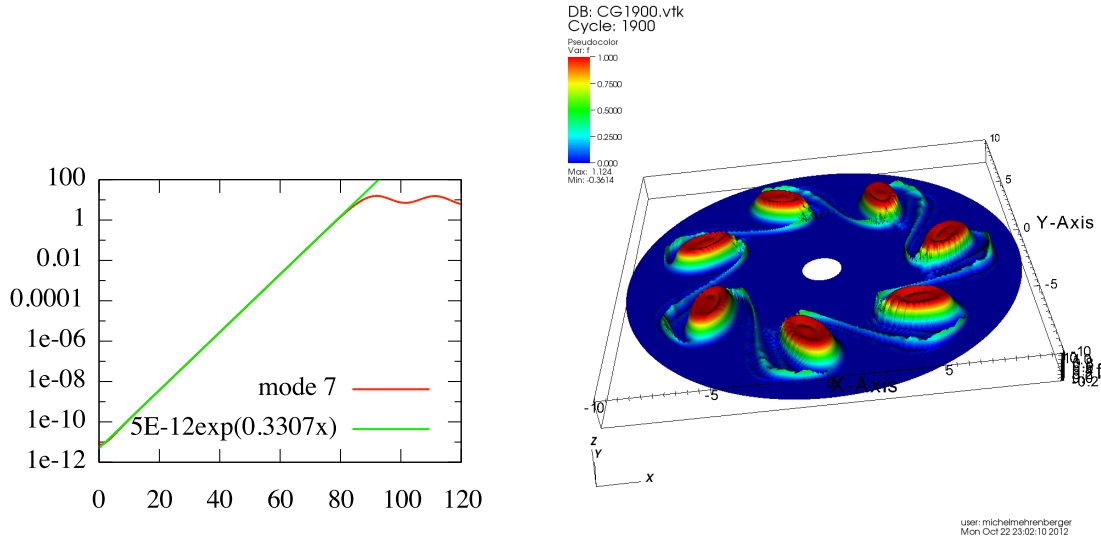 DB: CG1900.vtk
Cycle: 1900
Pseudocolor
Var: f
1.000
0.7500
0.5000
0.2500
0.000
Max: 1.124
Min: -0.3614
100
1
0.01
0.0001
1e-06
1e-08
1e-10
1e-12
mode 7
5E-12exp(0.3307x)
0 20 40 60 80 100 120
10
5
0
Y-Axis
-5
-10
-5
X-Axis
5
10
-0.2
Z
Y
X
user: michelmehrenberger
Mon Oct 22 23:02:10 2012